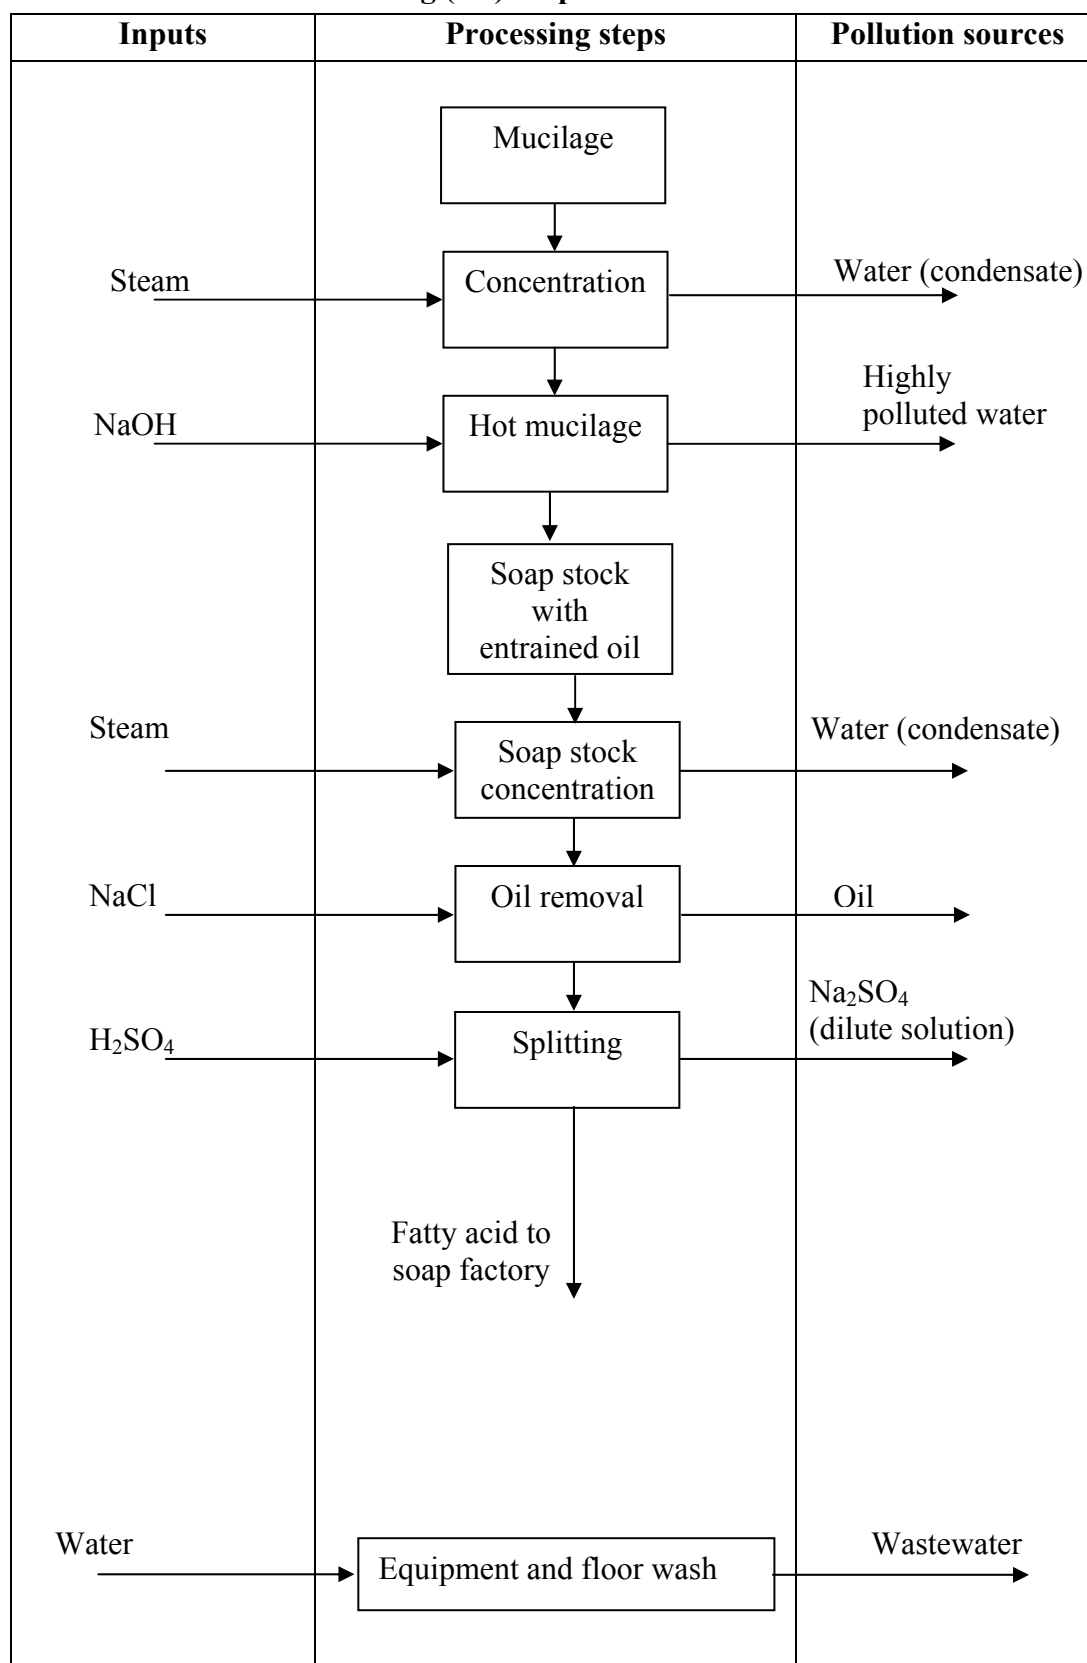 Inputs
Processing steps
Pollution sources
Mucilage
Steam
Concentration
Water (condensate)
NaOH
Hot mucilage
Highly
polluted water
Soap stock
with
entrained oil
Steam
Soap stock
concentration
Water (condensate)
NaCl
Oil removal
Oil
H₂SO₄
Splitting
Na₂SO₄
(dilute solution)
Fatty acid to
soap factory
Water
Equipment and floor wash
Wastewater